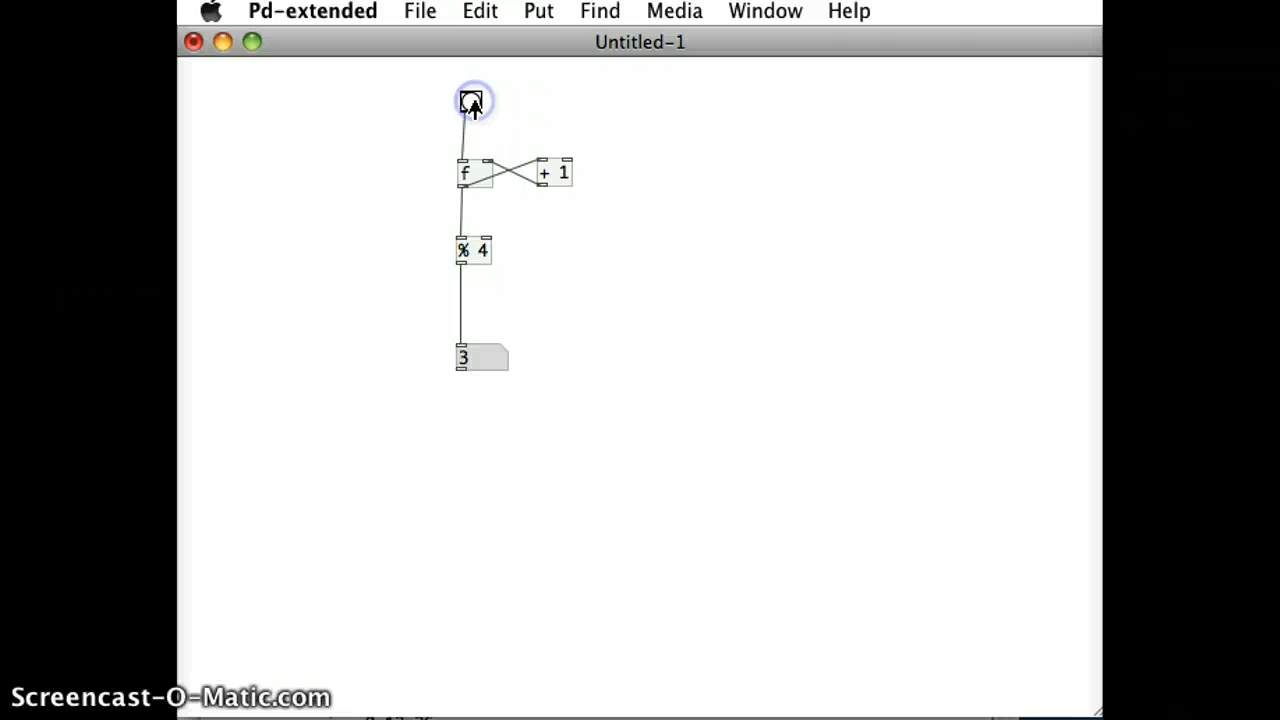 Pd-extended File Edit Put Find Media Window Help
Untitled-1
f
+ 1
% 4
3
Screencast-O-Matic.com